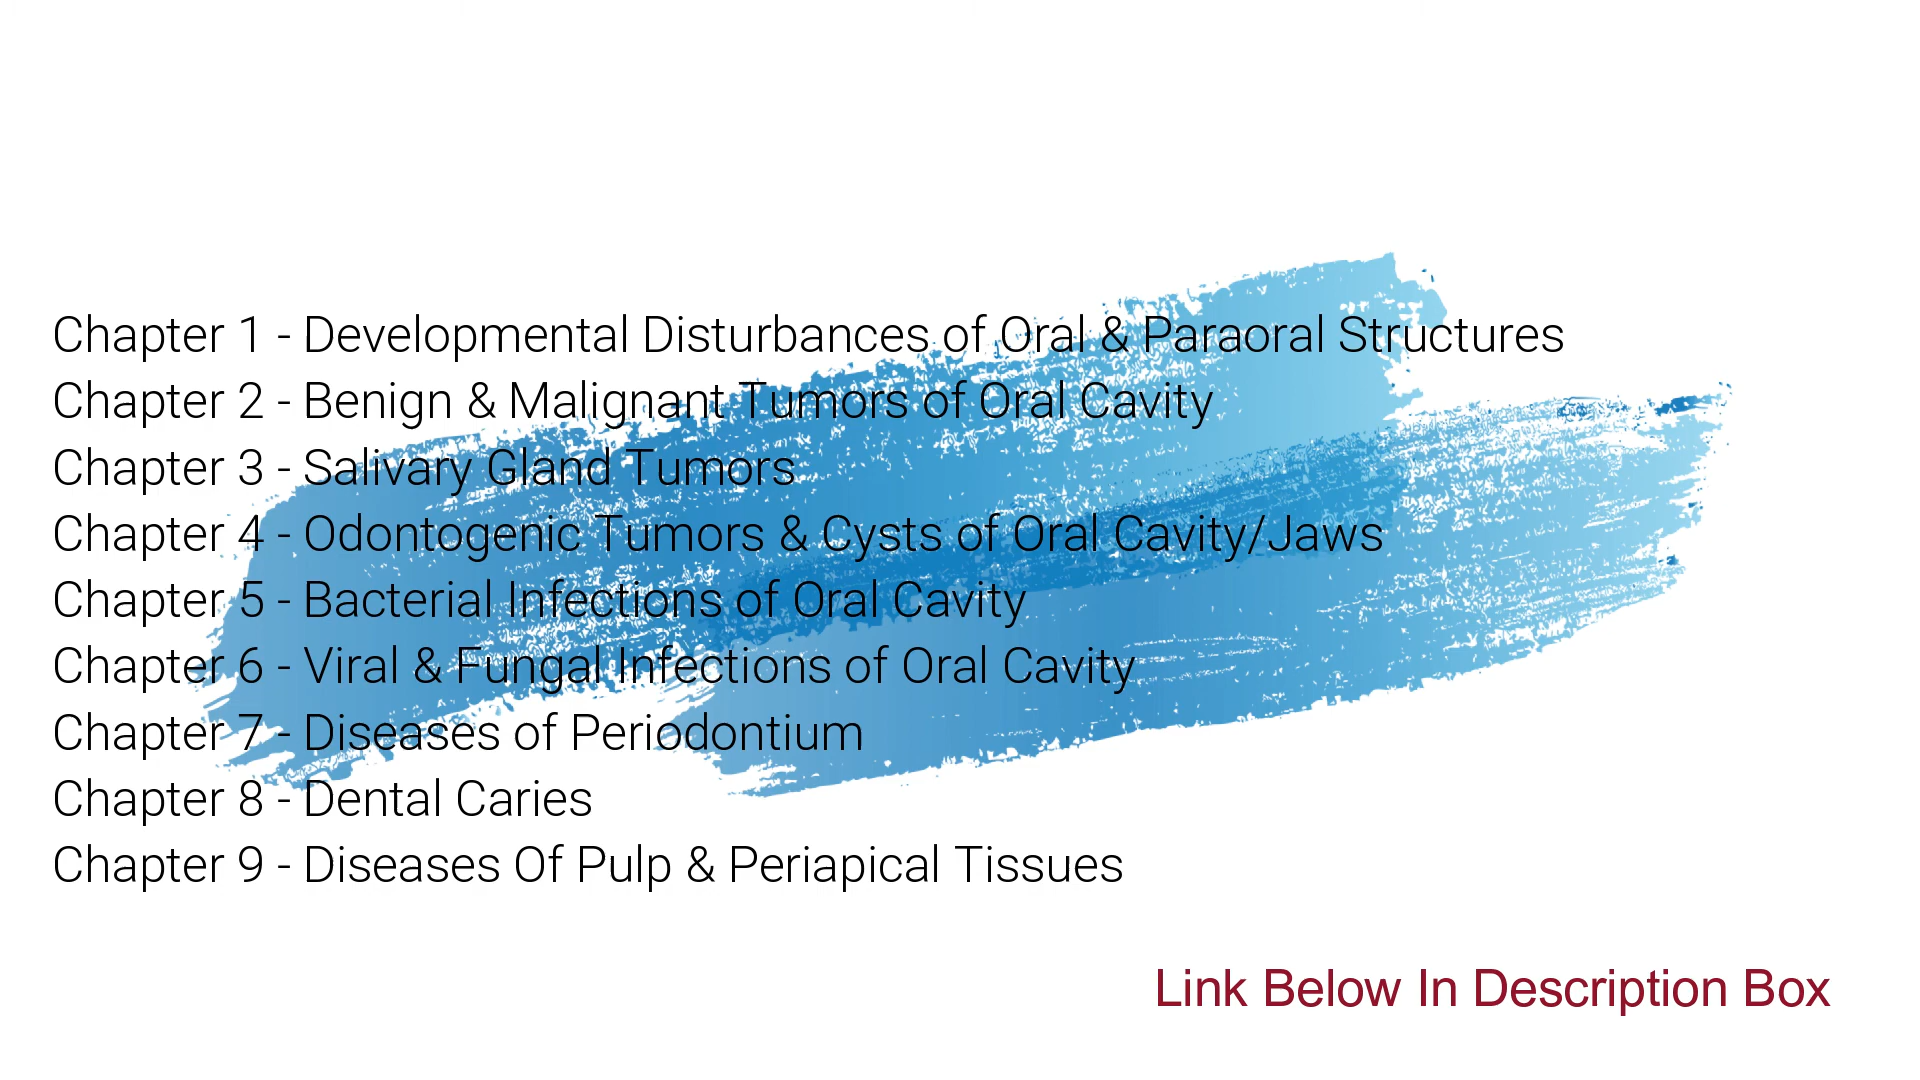 Chapter 1 - Developmental Disturbances of Oral & Paraoral Structures
Chapter 2 - Benign & Malignant Tumors of Oral Cavity
Chapter 3 - Salivary Gland Tumors
Chapter 4 - Odontogenic Tumors & Cysts of Oral Cavity/Jaws
Chapter 5 - Bacterial Infections of Oral Cavity
Chapter 6 - Viral & Fungal Infections of Oral Cavity
Chapter 7 - Diseases of Periodontium
Chapter 8 - Dental Caries
Chapter 9 - Diseases Of Pulp & Periapical Tissues
Link Below In Description Box